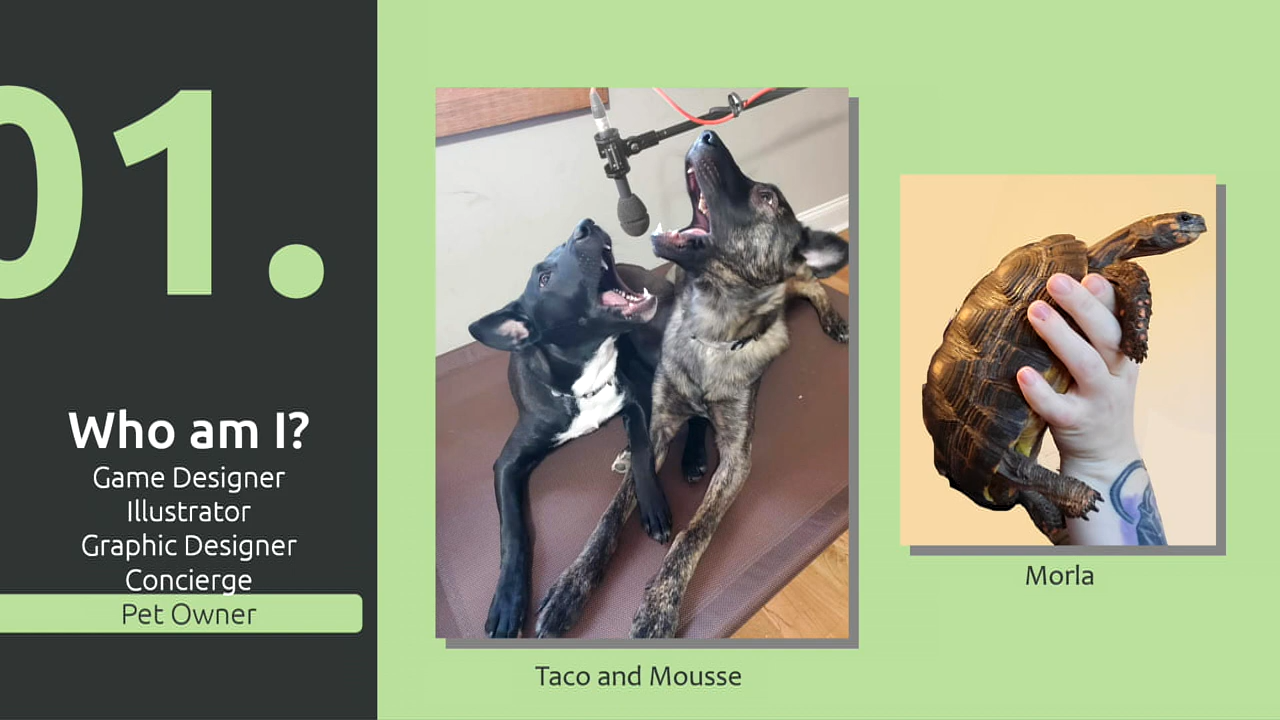 01.
Who am I?
Game Designer
Illustrator
Graphic Designer
Concierge
Pet Owner
Taco and Mousse
Morla